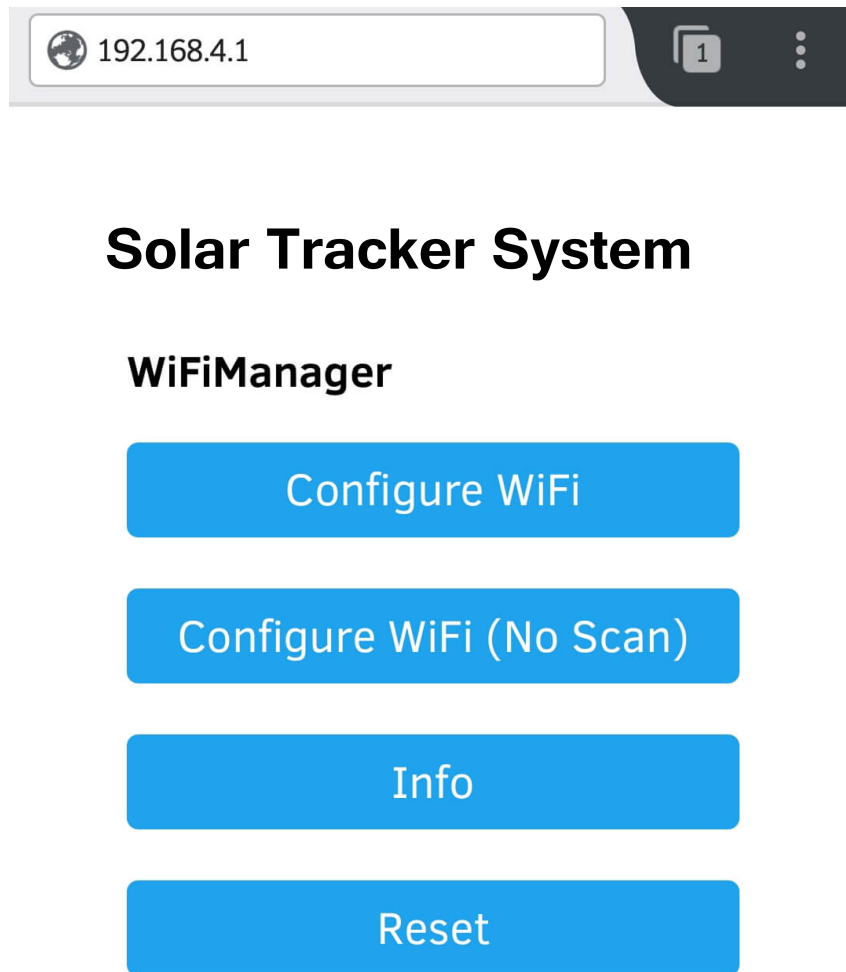 192.168.4.1
1
Solar Tracker System
WiFiManager
Configure WiFi
Configure WiFi (No Scan)
Info
Reset